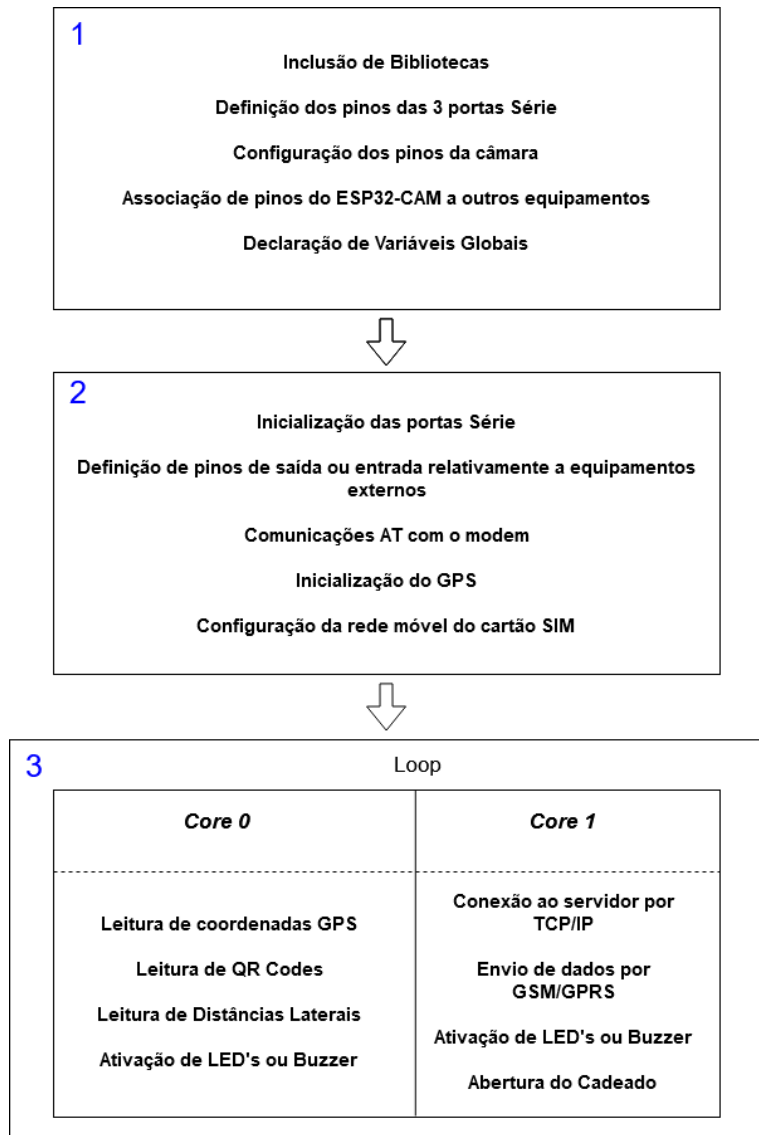 1
Inclusão de Bibliotecas
Definição dos pinos das 3 portas Série
Configuração dos pinos da câmara
Associação de pinos do ESP32-CAM a outros equipamentos
Declaração de Variáveis Globais
2
Inicialização das portas Série
Definição de pinos de saída ou entrada relativamente a equipamentos
externos
Comunicações AT com o modem
Inicialização do GPS
Configuração da rede móvel do cartão SIM
3
Loop
Core 0
Leitura de coordenadas GPS
Leitura de QR Codes
Leitura de Distâncias Laterais
Ativação de LED's ou Buzzer
Core 1
Conexão ao servidor por
TCP/IP
Envio de dados por
GSM/GPRS
Ativação de LED's ou Buzzer
Abertura do Cadeado